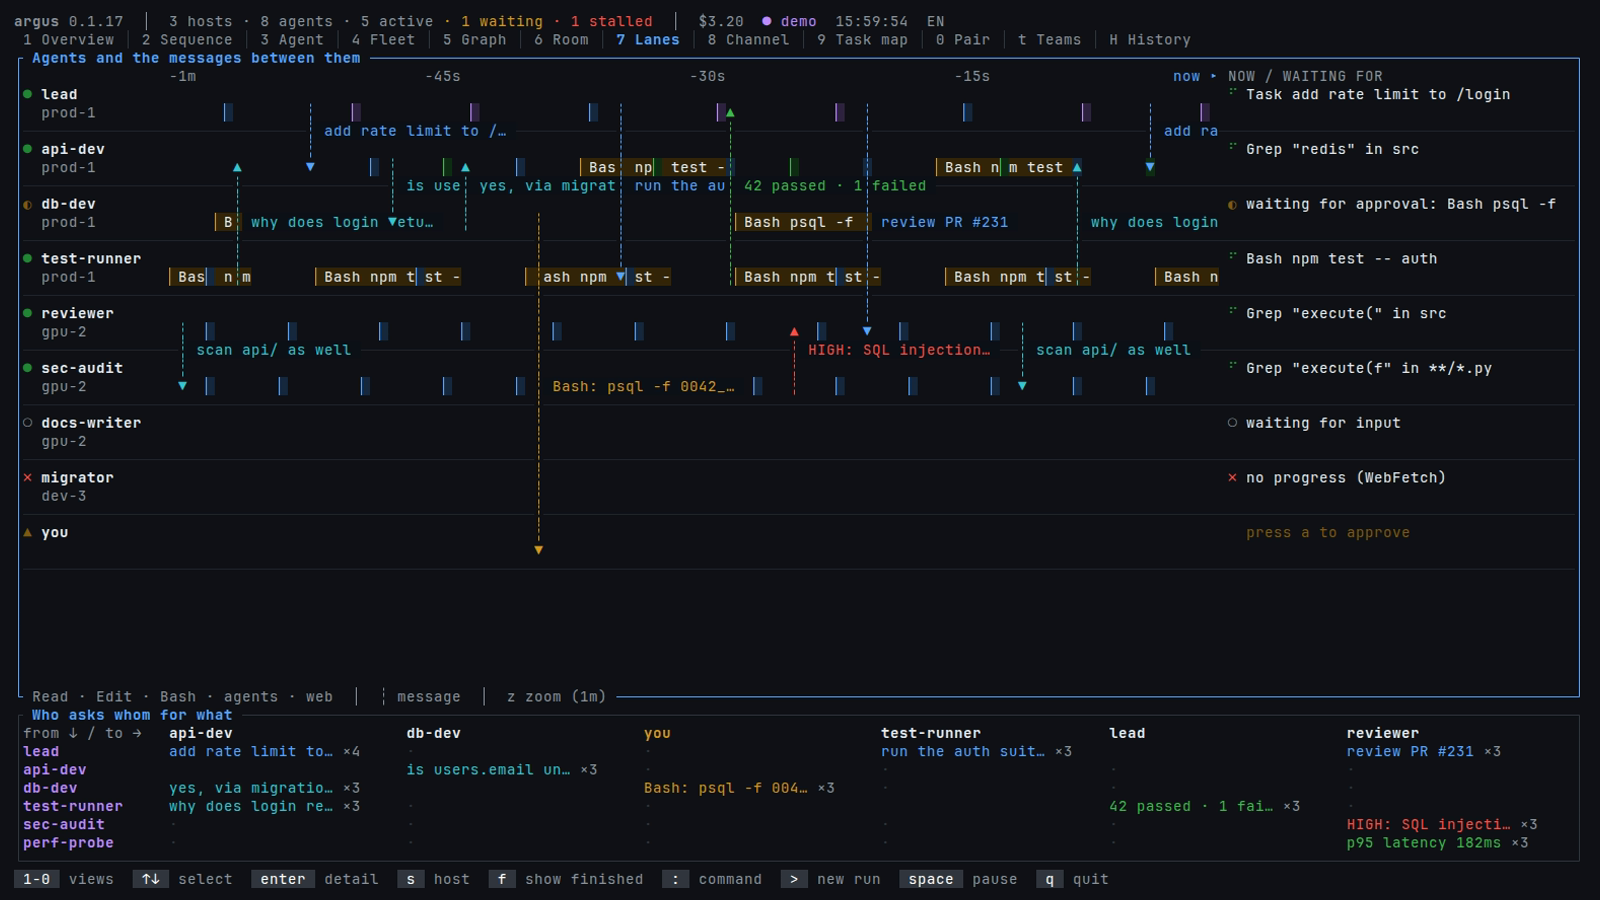 argus 0.1.17 │ 3 hosts · 8 agents · 5 active · 1 waiting · 1 stalled │ $3.20 ● demo 15:59:54 EN
1 Overview │ 2 Sequence │ 3 Agent │ 4 Fleet │ 5 Graph │ 6 Room │ 7 Lanes │ 8 Channel │ 9 Task map │ 0 Pair │ t Teams │ H History
Agents and the messages between them
-1m -45s -30s -15s now ▸ NOW / WAITING FOR
lead Task add rate limit to /login
prod-1
add rate limit to /… add ra
api-dev Grep "redis" in src
prod-1 Bas np test - Bash n m test
is use yes, via migrat run the au 42 passed · 1 failed
db-dev waiting for approval: Bash psql -f
prod-1 B why does login etu… Bash psql -f review PR #231 why does login
test-runner Bash npm test -- auth
prod-1 Bas n m Bash npm t st - ash npm st - Bash npm t st - Bash npm t st - Bash n
reviewer Grep "execute(" in src
gpu-2
scan api/ as well HIGH: SQL injection… scan api/ as well
sec-audit Grep "execute(f" in **/*.py
gpu-2 Bash: psql -f 0042_…
docs-writer waiting for input
gpu-2
migrator no progress (WebFetch)
dev-3
you press a to approve
Read · Edit · Bash · agents · web │ ┆ message │ z zoom (1m)
Who asks whom for what
from ↓ / to → api-dev db-dev you test-runner lead reviewer
lead add rate limit to… ×4 · · run the auth suit… ×3 review PR #231 ×3
api-dev is users.email un… ×3 · · · ·
db-dev yes, via migratio… ×3 Bash: psql -f 004… ×3 · · ·
test-runner why does login re… ×3 · · 42 passed · 1 fai… ×3 ·
sec-audit · · · · · HIGH: SQL injecti… ×3
perf-probe · · · · · p95 latency 182ms ×3
1-0 views ↑↓ select enter detail s host f show finished : command > new run space pause q quit